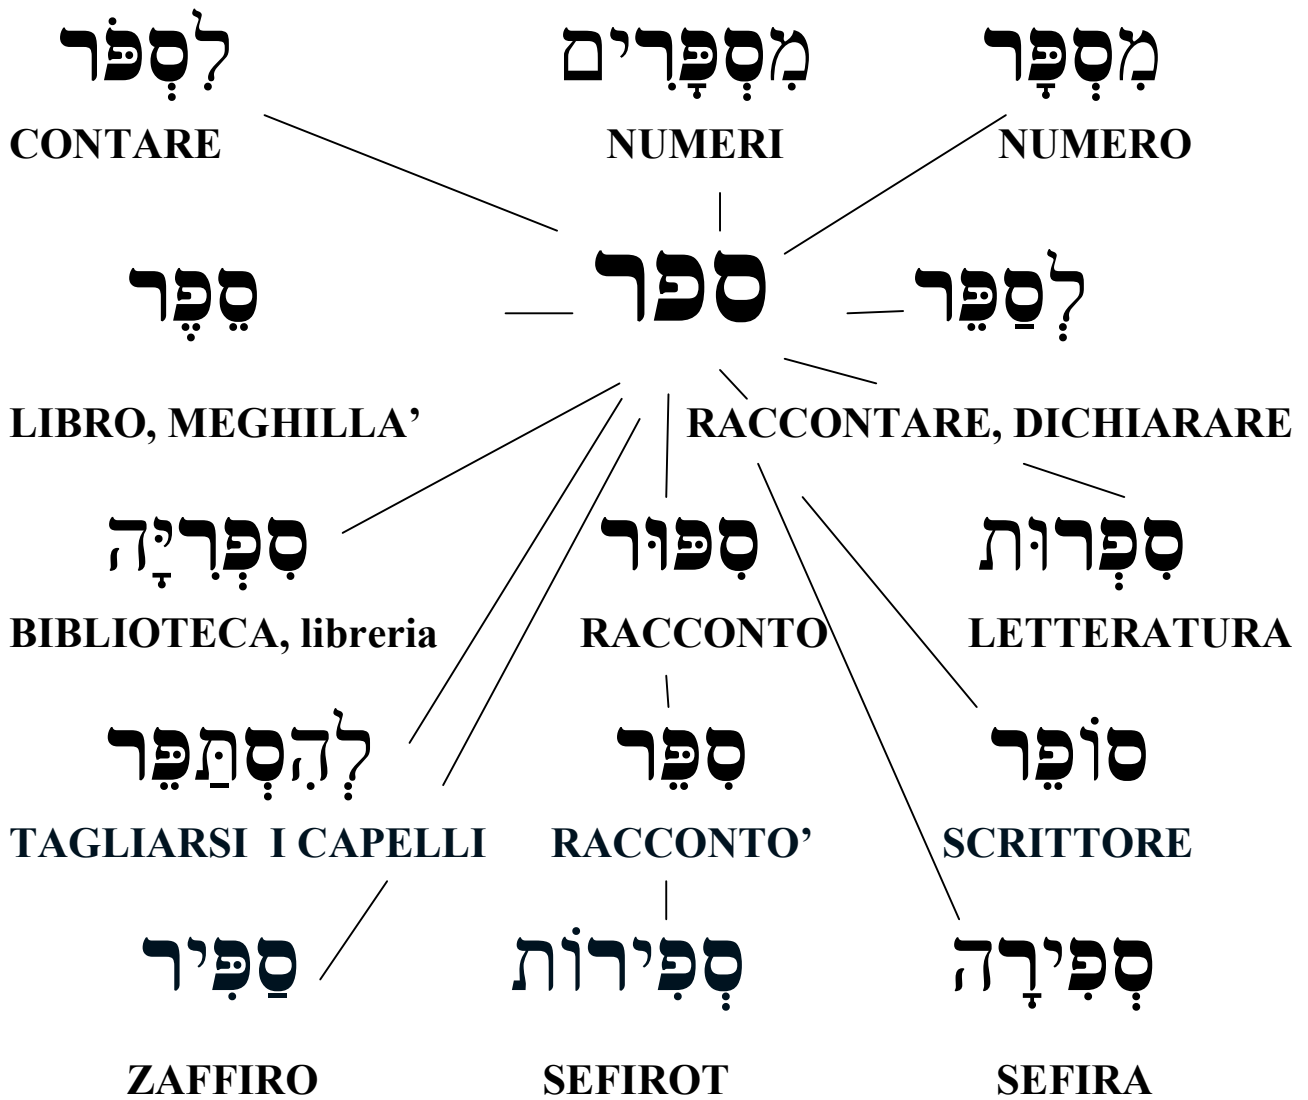 לִסְפֹּר מִסְפָּרִים מִסְפָּר
CONTARE NUMERI NUMERO
סֵפֶר ספר לְסַפֵּר
LIBRO, MEGHILLA’ RACCONTARE, DICHIARARE
סִפְרִיָּה סִפּוּר סִפְרוּת
BIBLIOTECA, libreria RACCONTO LETTERATURA
לְהִסְתַּפֵּר סִפֵּר סוֹפֵר
TAGLIARSI I CAPELLI RACCONTO’ SCRITTORE
סַפִּיר סְפִירוֹת סְפִירָה
ZAFFIRO SEFIROT SEFIRA